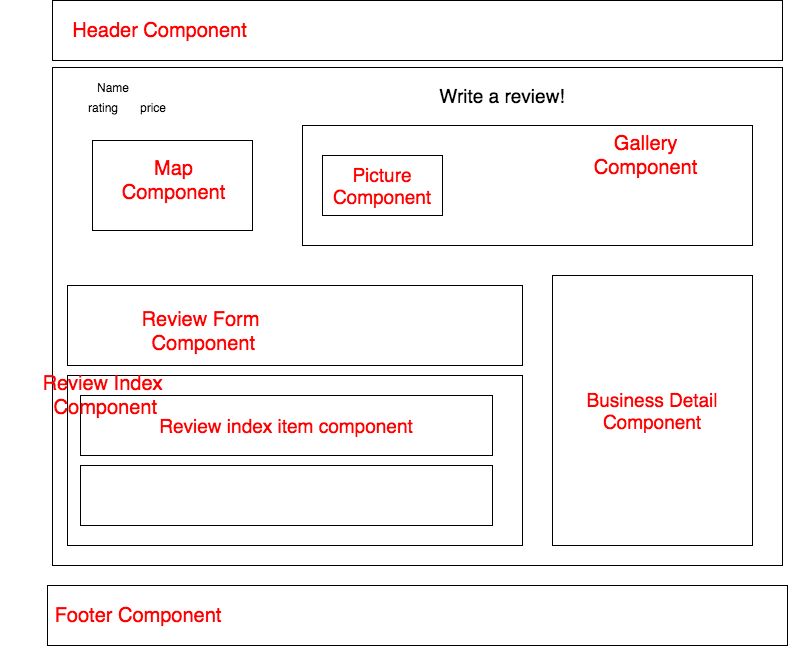 Header Component
Name
Write a review!
rating price
Gallery
Component
Map
Component
Picture
Component
Review Form
Component
Review Index
Component
Review index item component
Business Detail
Component
Footer Component